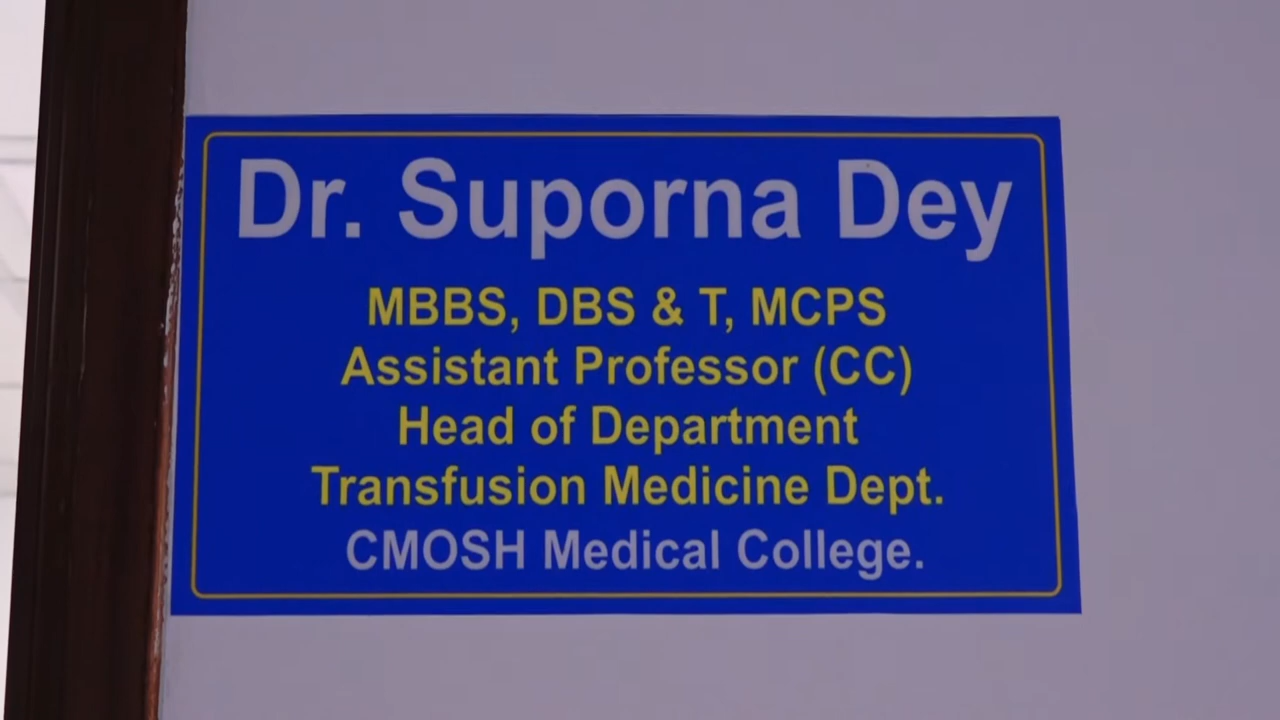 Dr. Suporna Dey
MBBS, DBS & T, MCPS
Assistant Professor (CC)
Head of Department
Transfusion Medicine Dept.
CMOSH Medical College.